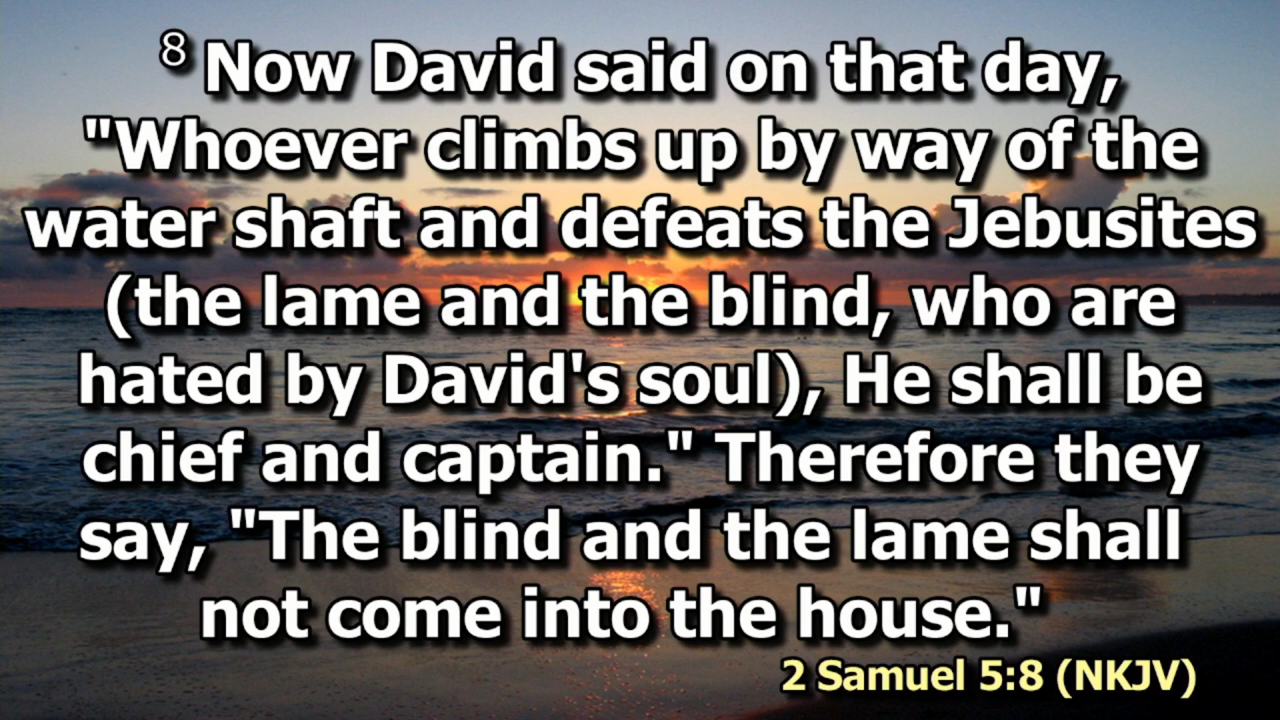 8 Now David said on that day,
"Whoever climbs up by way of the
water shaft and defeats the Jebusites
(the lame and the blind, who are
hated by David's soul), He shall be
chief and captain." Therefore they
say, "The blind and the lame shall
not come into the house."
2 Samuel 5:8 (NKJV)